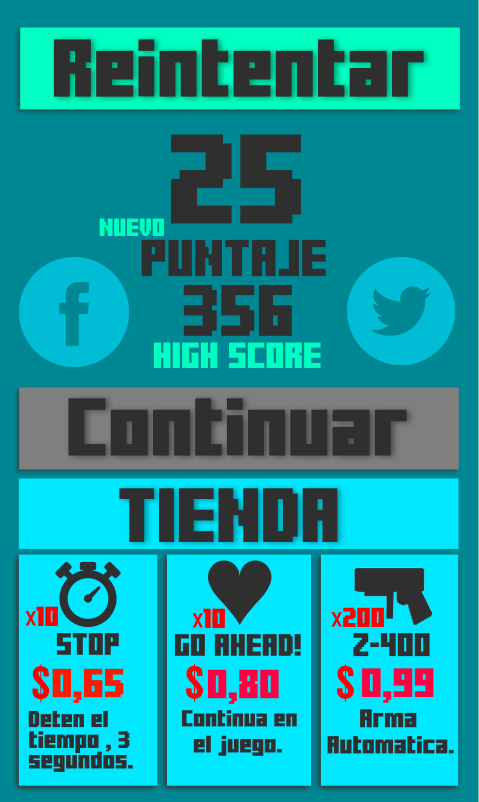 Reintentar
25
NUEVO
PUNTAJE
356
HIGH SCORE
Continuar
TIENDA
x10
STOP
$0,65
Deten el
tiempo , 3
segundos.
x10
GO AHEAD!
$0,80
Continua en
el juego.
x200
Z-400
$0,99
Arma
Automatica.